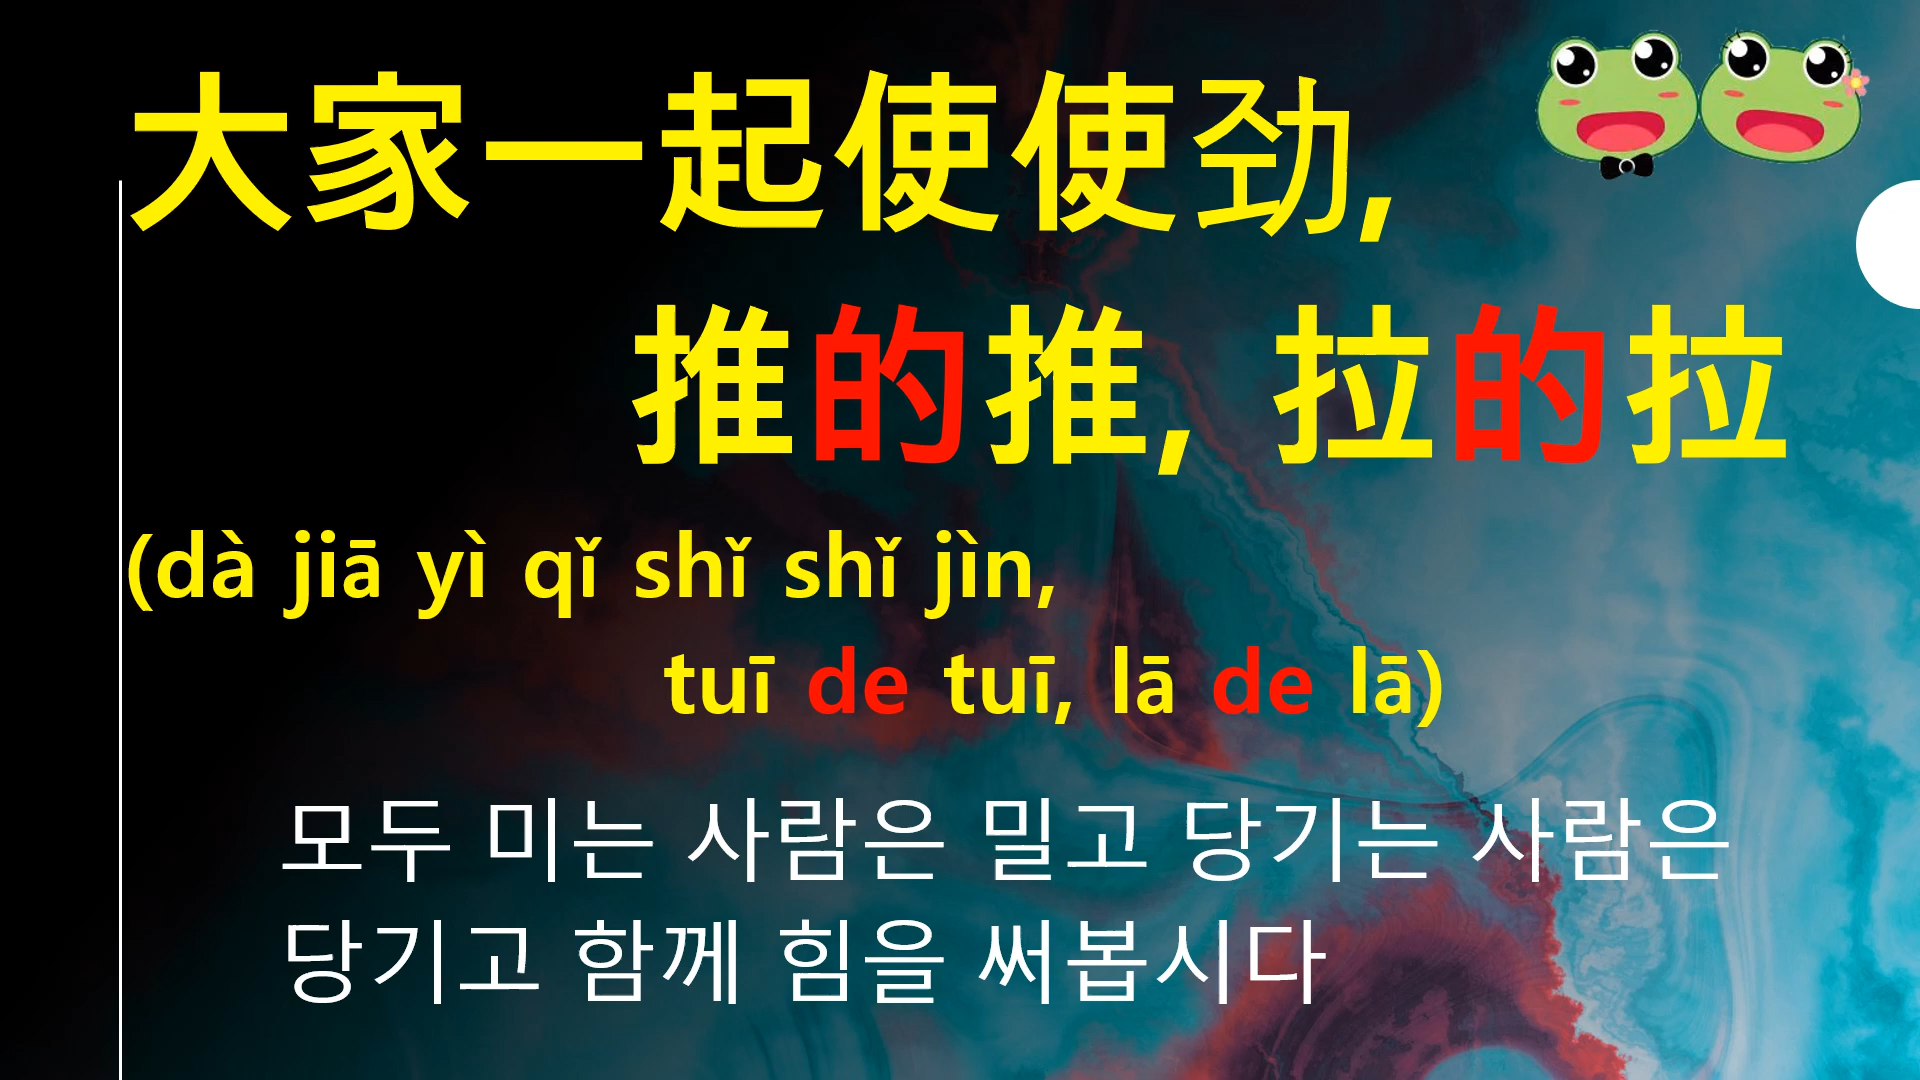 大家一起使使劲,
推的推, 拉的拉
(dà jiā yì qǐ shǐ shǐ jìn,
tuī de tuī, lā de lā)
모두 미는 사람은 밀고 당기는 사람은
당기고 함께 힘을 써봅시다